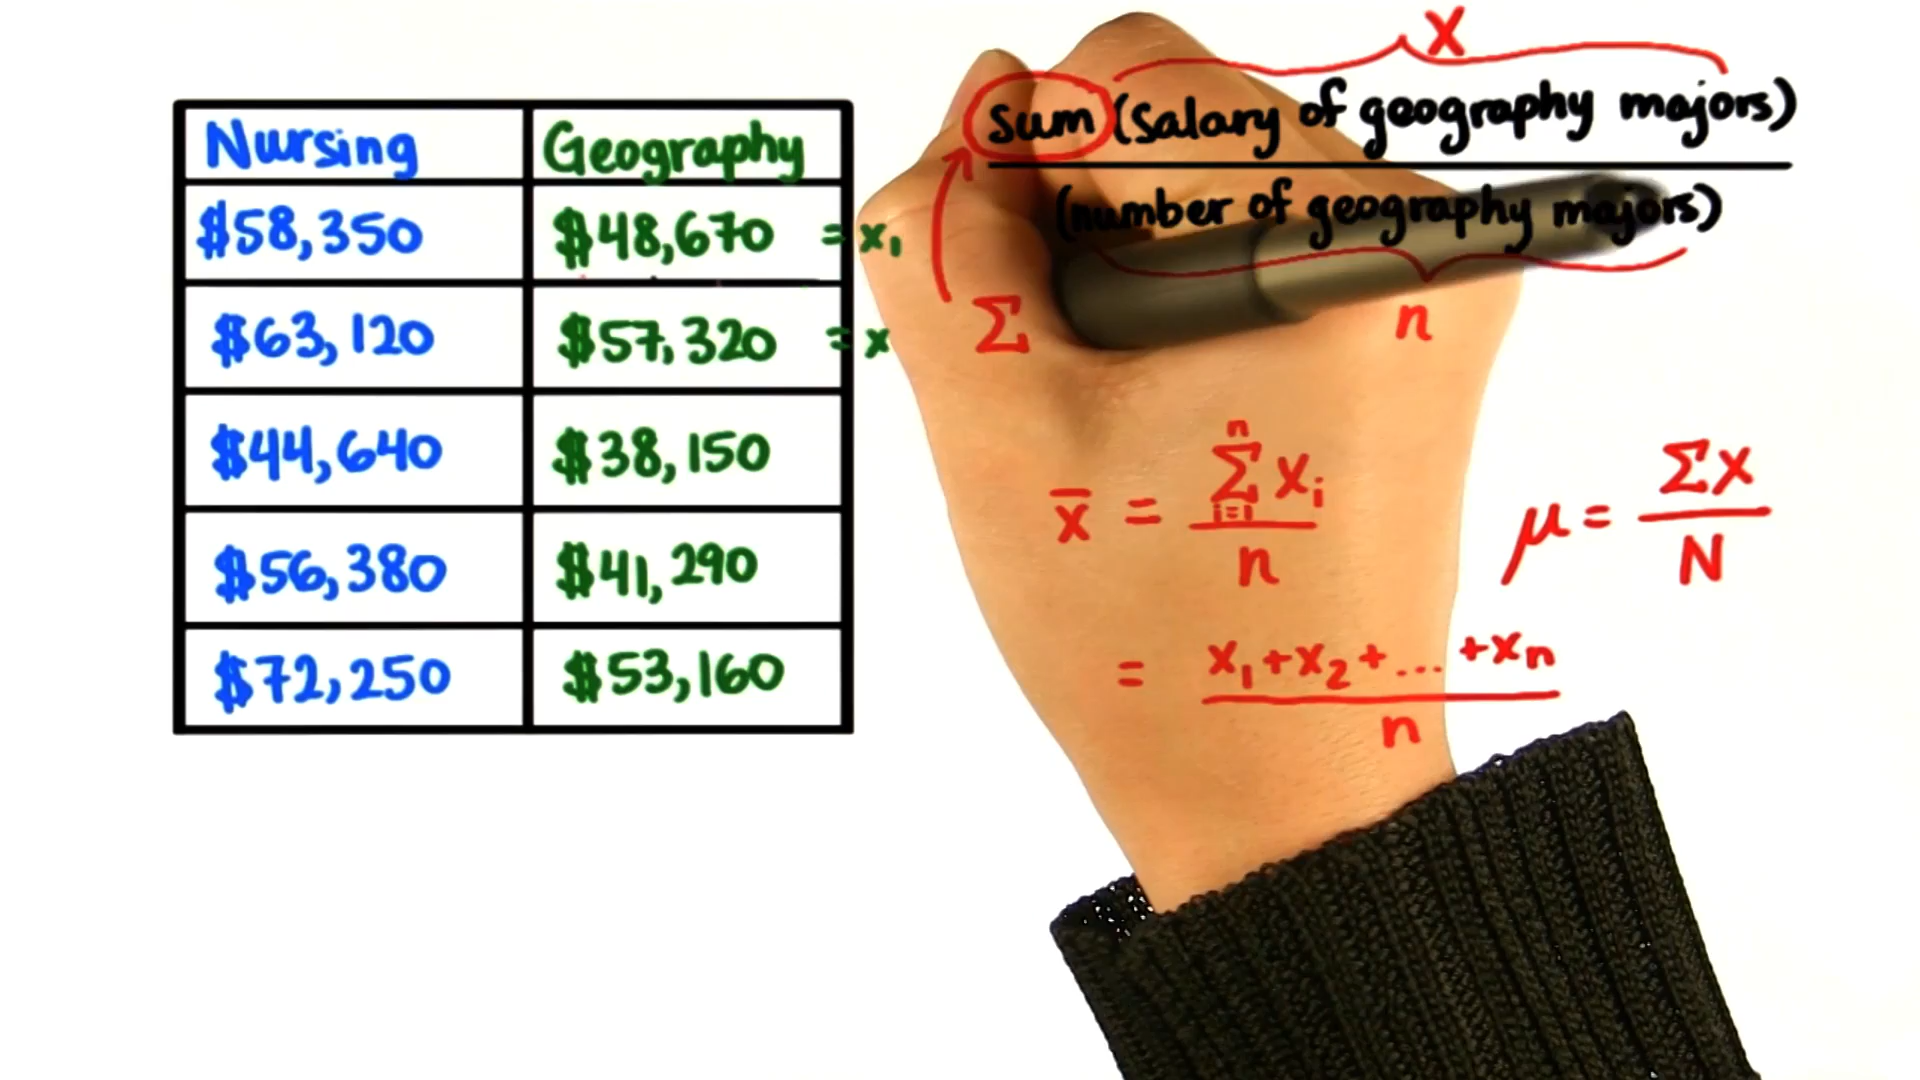 Nursing Geography
$58,350 $48,670 = x₁
$63,120 $57,320 = x
$44,640 $38,150
$56,380 $41,290
$72,250 $53,160
X
sum (salary of geography majors)
(number of geography majors)
Σ n
x̄ = Σ xᵢ
n
i=1
n
μ = ΣX
N
= x₁+x₂+...+xₙ
n